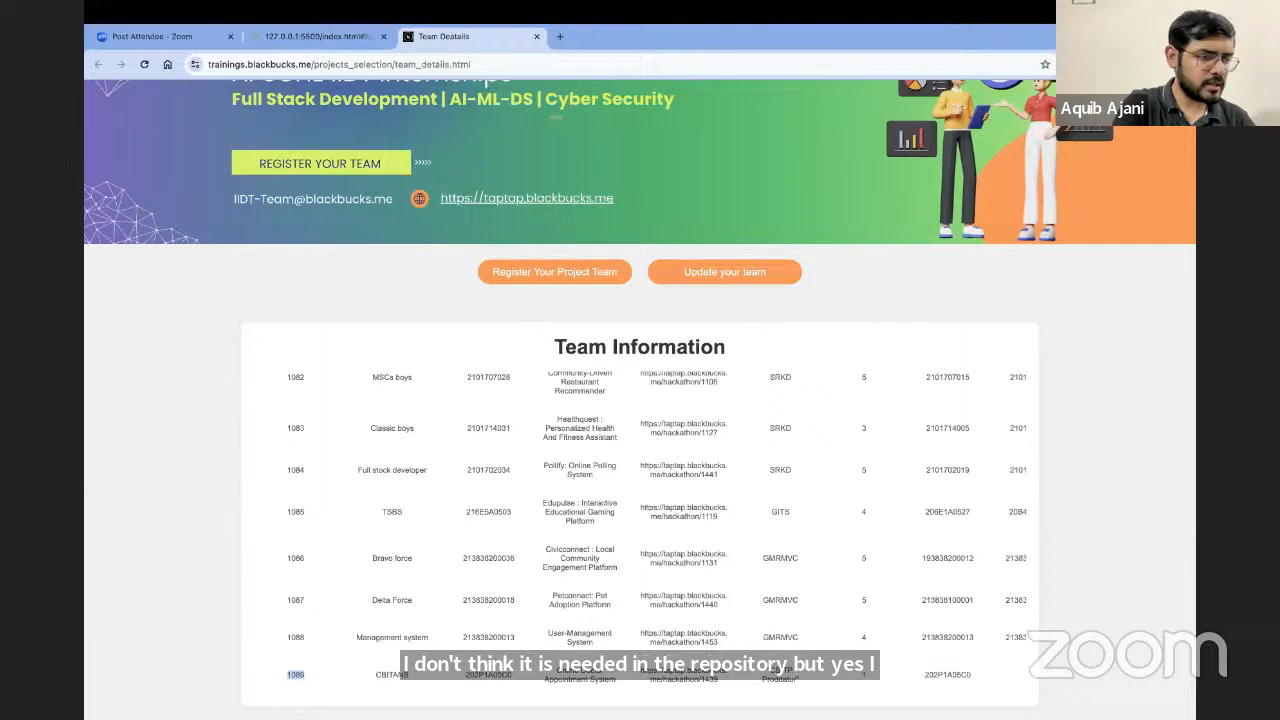 Post Attendee - Zoom
127.0.0.1:5500/index.html
Team Deatails
trainings.blackbucks.me/projects_selection/team_details.html
Aquib Ajani
Full Stack Development | AI-ML-DS | Cyber Security
REGISTER YOUR TEAM >>>>>
IIDT-Team@blackbucks.me https://taptap.blackbucks.me
Register Your Project Team Update your team
Team Information
1082 MSCs boys 2101707028 Community-Driven Restaurant Recommender https://taptap.blackbucks.me/hackathon/1105 SRKD 5 2101707015 2101
1083 Classic boys 2101714031 Healthquest : Personalized Health And Fitness Assistant https://taptap.blackbucks.me/hackathon/1127 SRKD 3 2101714005 2101
1084 Full stock developer 2101702034 Pollify: Online Polling System https://taptap.blackbucks.me/hackathon/1441 SRKD 5 2101702019 2101
1085 TSBS 216E5A0503 Edupulse : Interactive Educational Gaming Platform https://taptap.blackbucks.me/hackathon/1119 GITS 4 206E1A0527 20B4
1086 Bravo force 213838200036 Civicconnect : Local Community Engagement Platform https://taptap.blackbucks.me/hackathon/1131 GMRMVC 5 193838200012 21383
1087 Delta Force 213838200018 Petconnect: Pet Adoption Platform https://taptap.blackbucks.me/hackathon/1440 GMRMVC 5 213838100001 21383
1088 Management system 213838200013 User-Management System https://taptap.blackbucks.me/hackathon/1453 GMRMVC 4 213838200013 21383
1089 CBITANS 202P1A05C0 Appointment System me/hackathon/1439 Proddatur" 1 202P1A05C0
I don't think it is needed in the repository but yes I
zoom